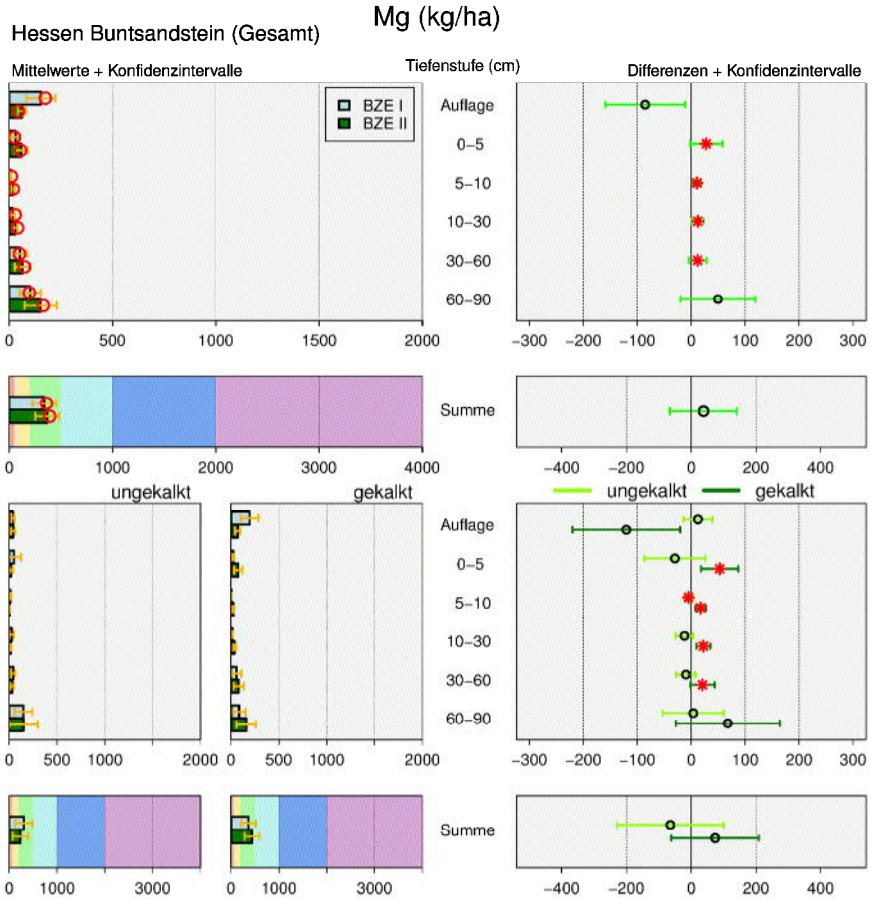 Mg (kg/ha)
Hessen Buntsandstein (Gesamt)
Mittelwerte + Konfidenzintervalle
Tiefenstufe (cm)
Differenzen + Konfidenzintervalle
BZE I
BZE II
Auflage
0−5
5−10
10−30
30−60
60−90
0 500 1000 1500 2000
−300 −200 −100 0 100 200 300
Summe
0 1000 2000 3000 4000
−400 −200 0 200 400
ungekalkt
gekalkt
ungekalkt gekalkt
Auflage
0−5
5−10
10−30
30−60
60−90
0 500 1000 2000
0 500 1000 2000
−300 −200 −100 0 100 200 300
Summe
0 1000 3000
0 1000 3000
−400 −200 0 200 400